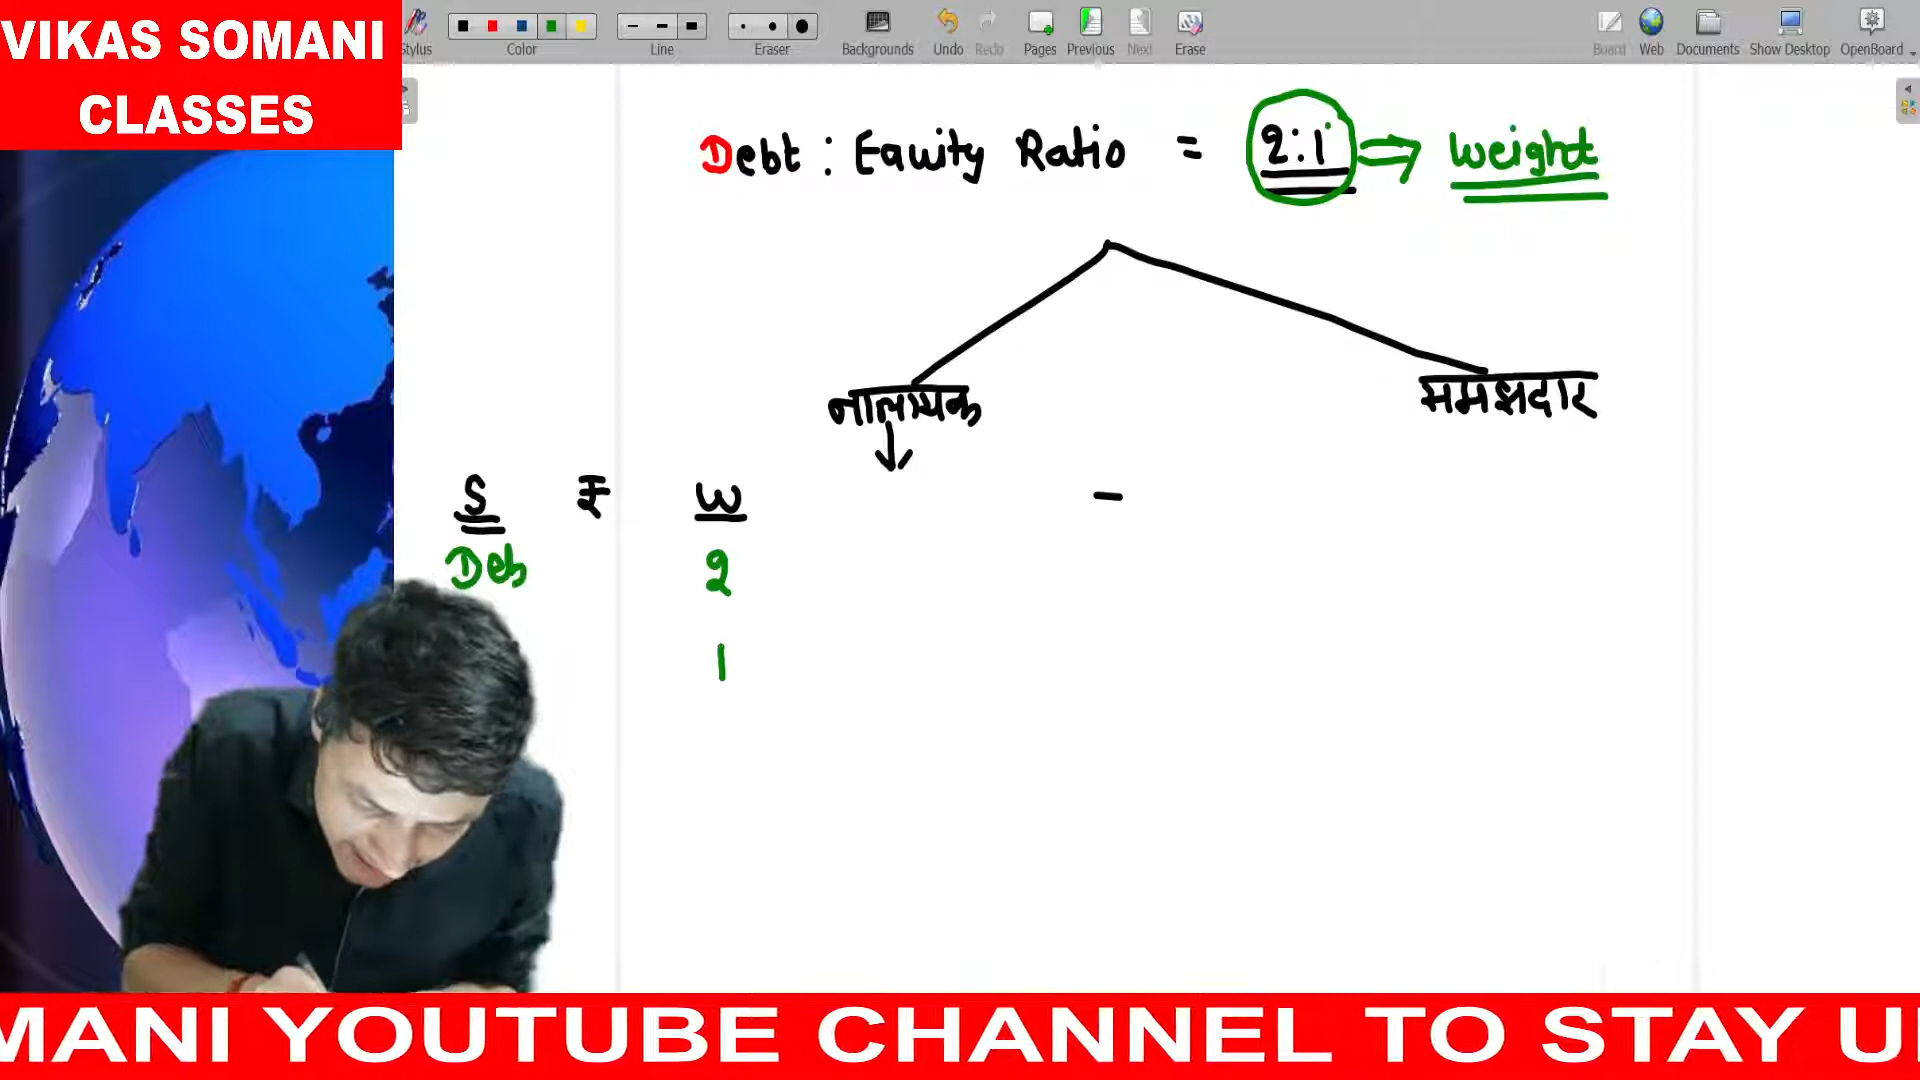 VIKAS SOMANI
CLASSES
Stylus
Color
Line
Eraser
Backgrounds
Undo
Redo
Pages
Previous
Next
Erase
Board
Web
Documents
Show Desktop
OpenBoard
Debt : Equity Ratio = 2:1 ⇒ Weight
नालायक
समझदार
S ₹ W –
Deb 2
1
MANI YOUTUBE CHANNEL TO STAY U